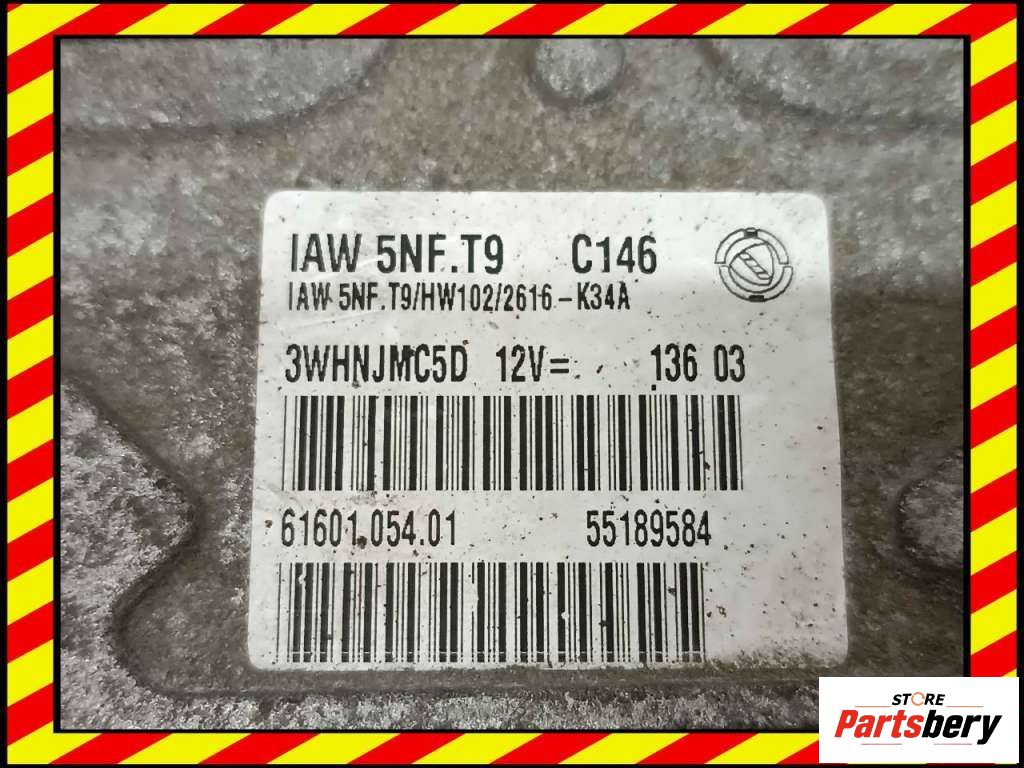 IAW 5NF.T9 C146
IAW 5NF.T9/HW102/2616-K34A
3WHNJMC5D 12V= 136 03
61601.054.01 55189584
STORE
Partsbery